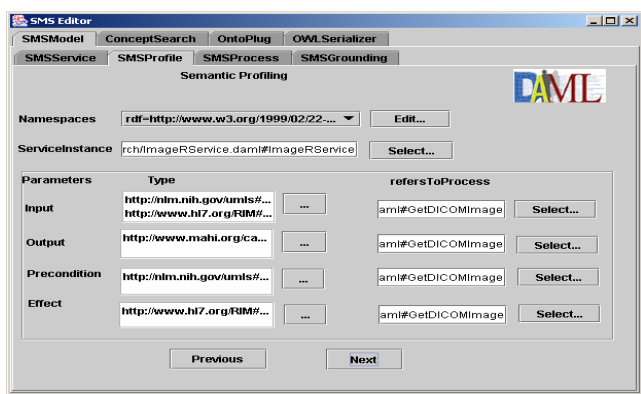 SMS Editor
SMSModel ConceptSearch OntoPlug OWLSerializer
SMSService SMSProfile SMSProcess SMSGrounding
Semantic Profiling
DAML
Namespaces rdf=http://www.w3.org/1999/02/22-... Edit...
ServiceInstance rch/ImageRService.daml#ImageRService Select...
Parameters Type refersToProcess
Input http://nlm.nih.gov/umls#... ... aml#GetDICOMImage Select...
http://www.hl7.org/RIM#...
Output http://www.mahi.org/ca... ... aml#GetDICOMImage Select...
Precondition http://nlm.nih.gov/umls#... ... aml#GetDICOMImage Select...
Effect http://www.hl7.org/RIM#... ... aml#GetDICOMImage Select...
Previous Next